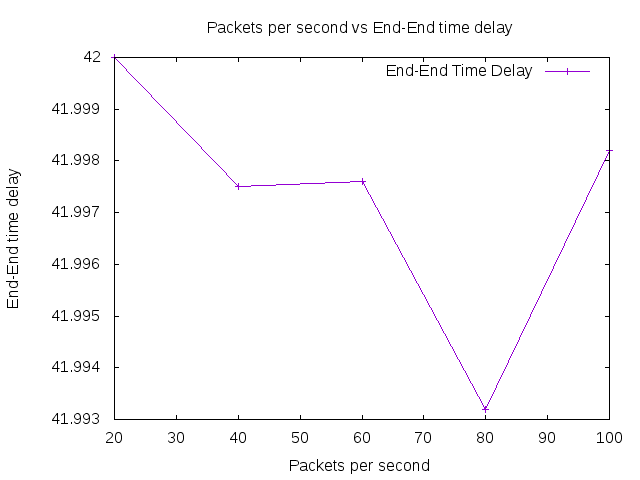 Packets per second vs End-End time delay
End-End Time Delay
42
41.999
41.998
41.997
41.996
41.995
41.994
41.993
End-End time delay
20 30 40 50 60 70 80 90 100
Packets per second